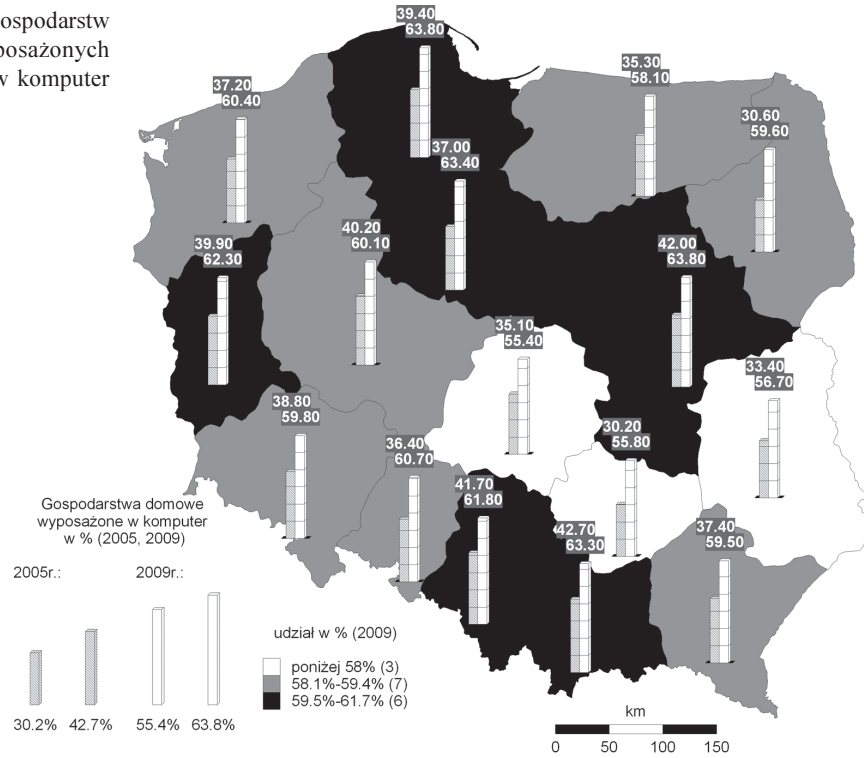 ospodarstw
posażonych
w komputer
39.40
63.80
37.20
60.40
35.30
58.10
30.60
59.60
37.00
63.40
39.90
62.30
40.20
60.10
42.00
63.80
35.10
55.40
33.40
56.70
38.80
59.80
36.40
60.70
30.20
55.80
41.70
61.80
42.70
63.30
37.40
59.50
Gospodarstwa domowe
wyposażone w komputer
w % (2005, 2009)
2005r.: 2009r.:
30.2% 42.7% 55.4% 63.8%
udział w % (2009)
poniżej 58% (3)
58.1%-59.4% (7)
59.5%-61.7% (6)
km
0 50 100 150